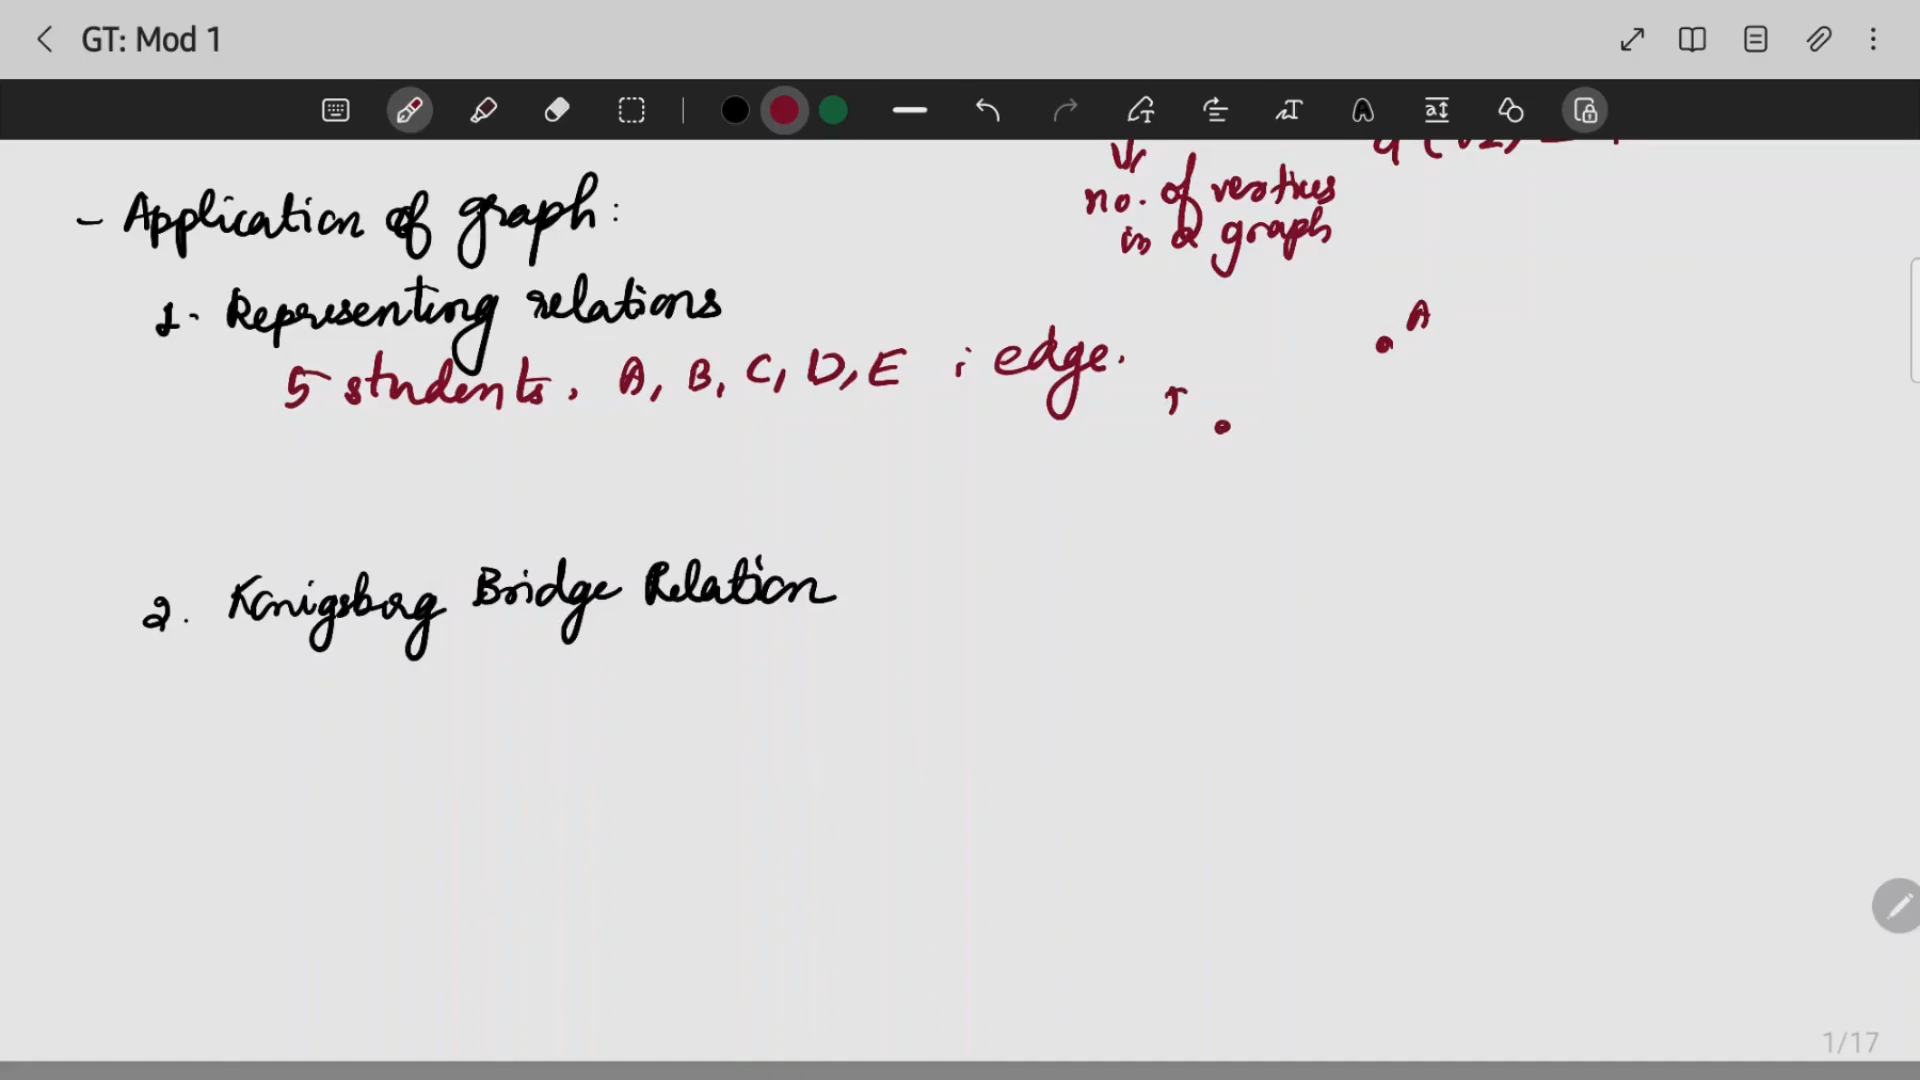 GT: Mod 1
no. of vertices
in a graph
- Application of graph:
1. Representing relations
5 students. A, B, C, D, E ; edge.
A
2. Konigsberg Bridge Relation
1/17